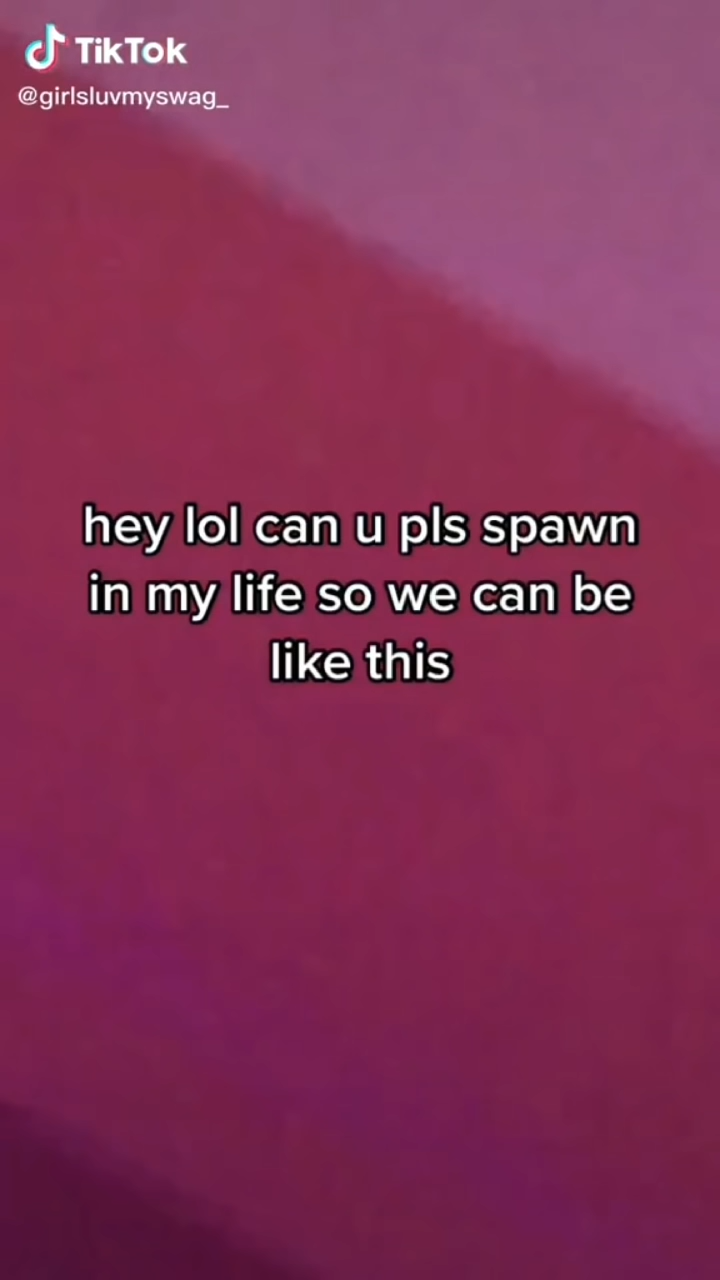 TikTok
@girlsluvmyswag_
hey lol can u pls spawn
in my life so we can be
like this